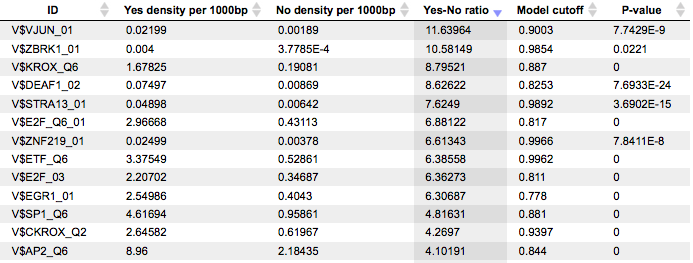 ID Yes density per 1000bp No density per 1000bp Yes-No ratio Model cutoff P-value
V$VJUN_01 0.02199 0.00189 11.63964 0.9003 7.7429E-9
V$ZBRK1_01 0.004 3.7785E-4 10.58149 0.9854 0.0221
V$KROX_Q6 1.67825 0.19081 8.79521 0.887 0
V$DEAF1_02 0.07497 0.00869 8.62622 0.8253 7.6933E-24
V$STRA13_01 0.04898 0.00642 7.6249 0.9892 3.6902E-15
V$E2F_Q6_01 2.96668 0.43113 6.88122 0.817 0
V$ZNF219_01 0.02499 0.00378 6.61343 0.9966 7.8411E-8
V$ETF_Q6 3.37549 0.52861 6.38558 0.9962 0
V$E2F_03 2.20702 0.34687 6.36273 0.811 0
V$EGR1_01 2.54986 0.4043 6.30687 0.778 0
V$SP1_Q6 4.61694 0.95861 4.81631 0.881 0
V$CKROX_Q2 2.64582 0.61967 4.2697 0.9397 0
V$AP2_Q6 8.96 2.18435 4.10191 0.844 0